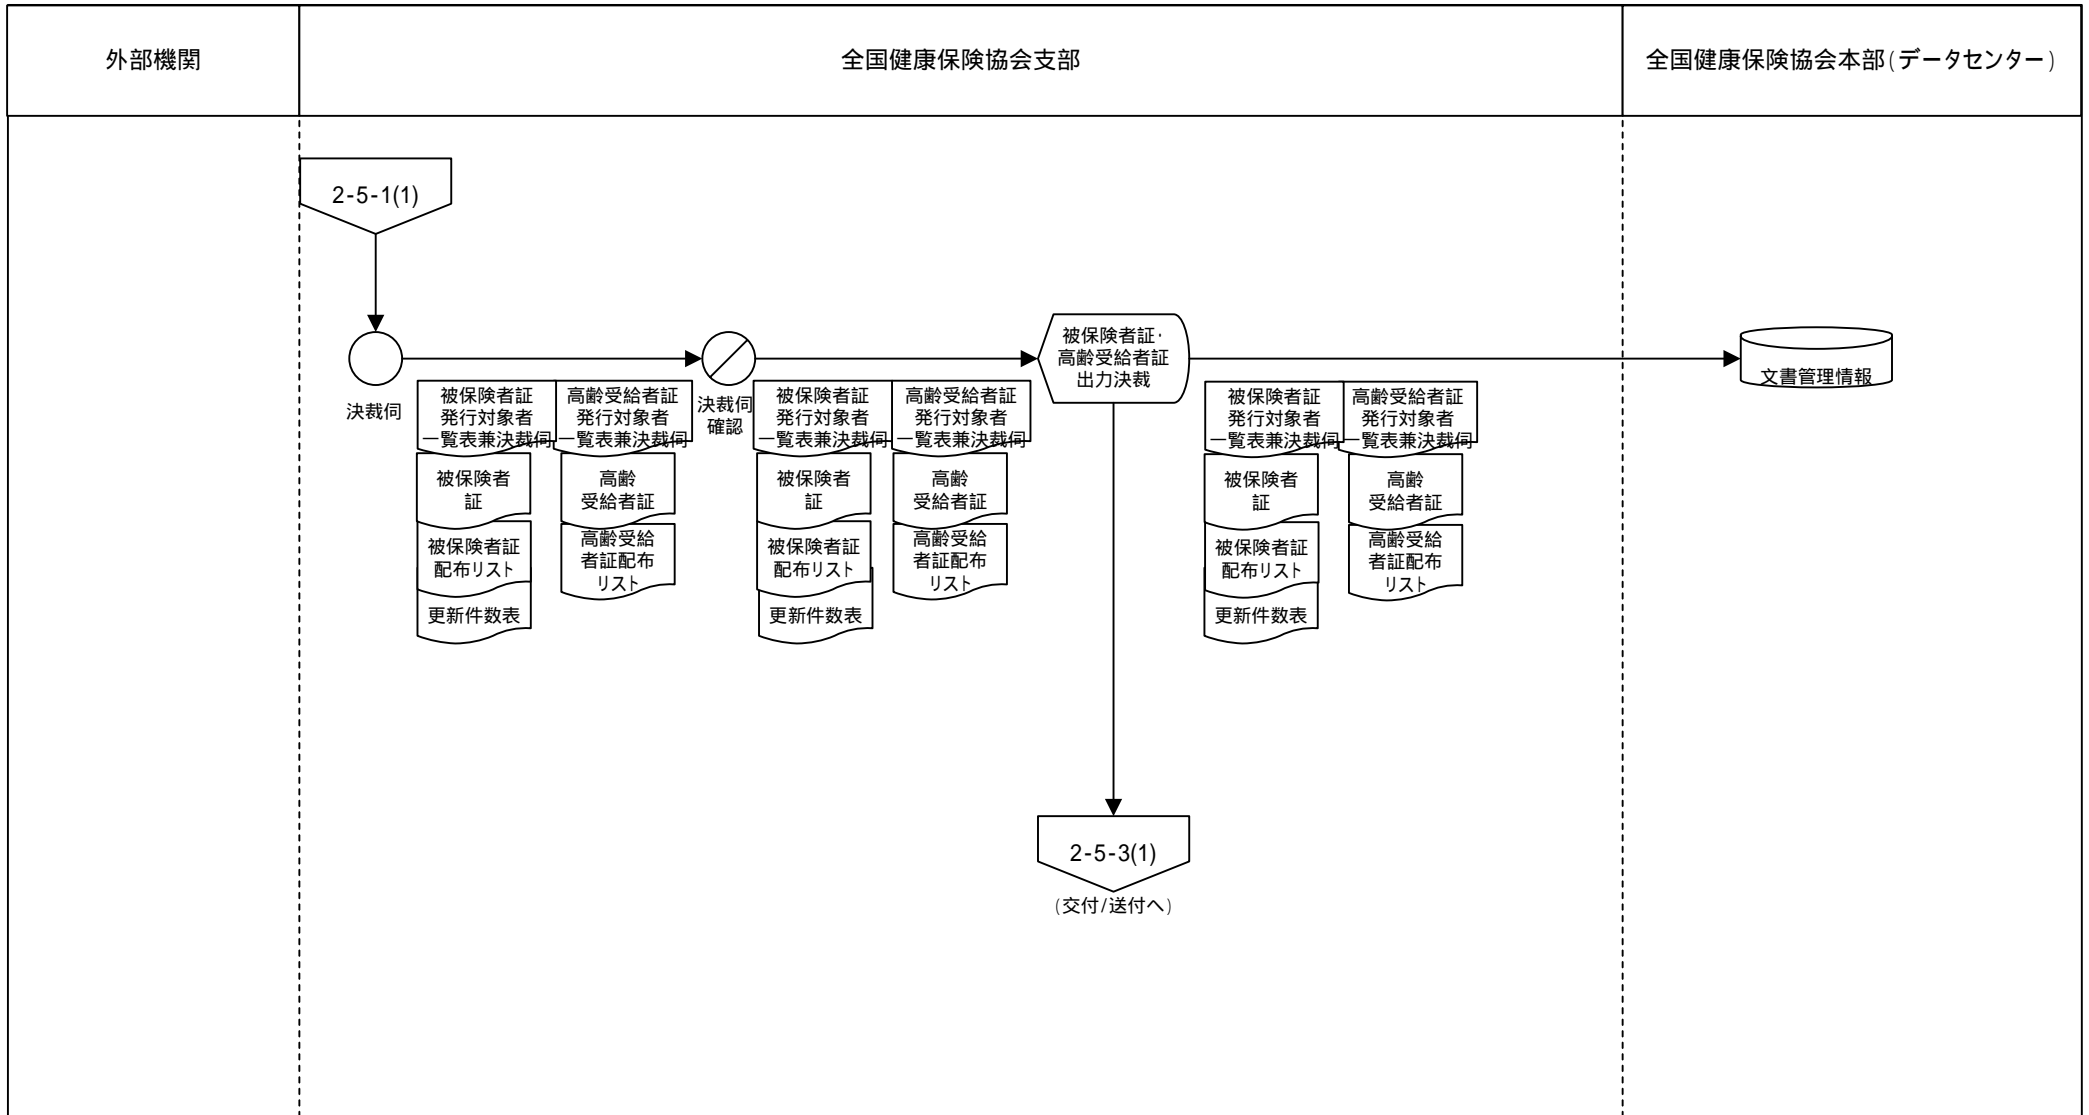 外部機関
全国健康保険協会支部
全国健康保険協会本部(データセンター)
2-5-1(1)
決裁伺
被保険者証
発行対象者
一覧表兼決裁伺
高齢受給者証
発行対象者
一覧表兼決裁伺
被保険者
証
高齢
受給者証
被保険者証
配布リスト
高齢受給
者証配布
リスト
更新件数表
決裁伺
確認
被保険者証
発行対象者
一覧表兼決裁伺
高齢受給者証
発行対象者
一覧表兼決裁伺
被保険者
証
高齢
受給者証
被保険者証
配布リスト
高齢受給
者証配布
リスト
更新件数表
被保険者証・
高齢受給者証
出力決裁
被保険者証
発行対象者
一覧表兼決裁伺
高齢受給者証
発行対象者
一覧表兼決裁伺
被保険者
証
高齢
受給者証
被保険者証
配布リスト
高齢受給
者証配布
リスト
更新件数表
文書管理情報
2-5-3(1)
(交付/送付へ)